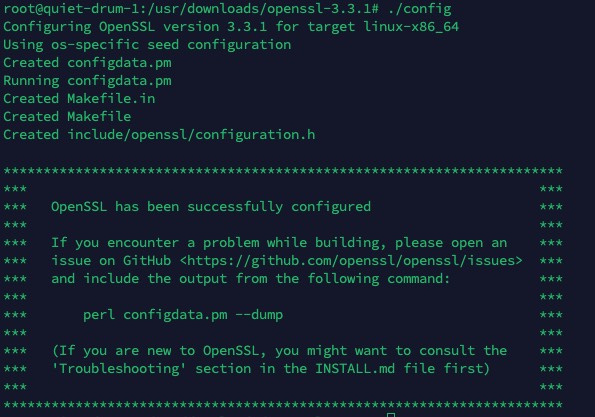 root@quiet-drum-1:/usr/downloads/openssl-3.3.1# ./config
Configuring OpenSSL version 3.3.1 for target linux-x86_64
Using os-specific seed configuration
Created configdata.pm
Running configdata.pm
Created Makefile.in
Created Makefile
Created include/openssl/configuration.h

**********************************************************************
***                                                                ***
***   OpenSSL has been successfully configured                     ***
***                                                                ***
***   If you encounter a problem while building, please open an    ***
***   issue on GitHub <https://github.com/openssl/openssl/issues>  ***
***   and include the output from the following command:           ***
***                                                                ***
***       perl configdata.pm --dump                                ***
***                                                                ***
***   (If you are new to OpenSSL, you might want to consult the    ***
***   'Troubleshooting' section in the INSTALL.md file first)      ***
***                                                                ***
**********************************************************************